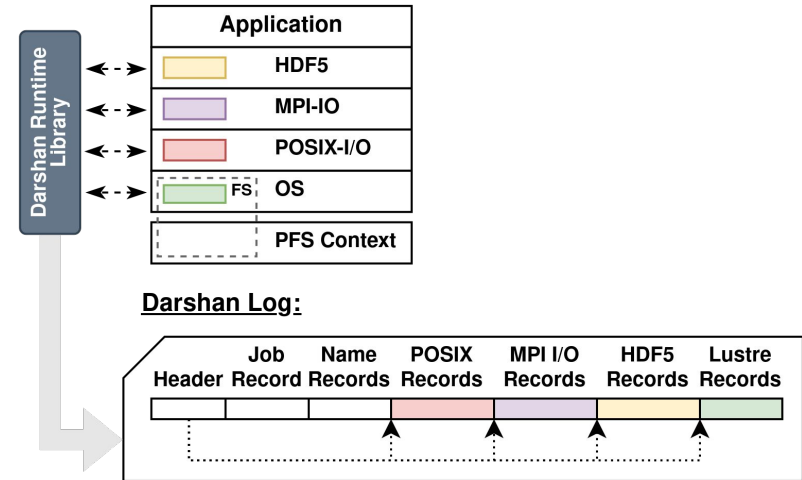 Application
Darshan Runtime
Library
HDF5
MPI-IO
POSIX-I/O
FS OS
PFS Context
Darshan Log:
Job Name POSIX MPI I/O HDF5 Lustre
Header Record Records Records Records Records Records